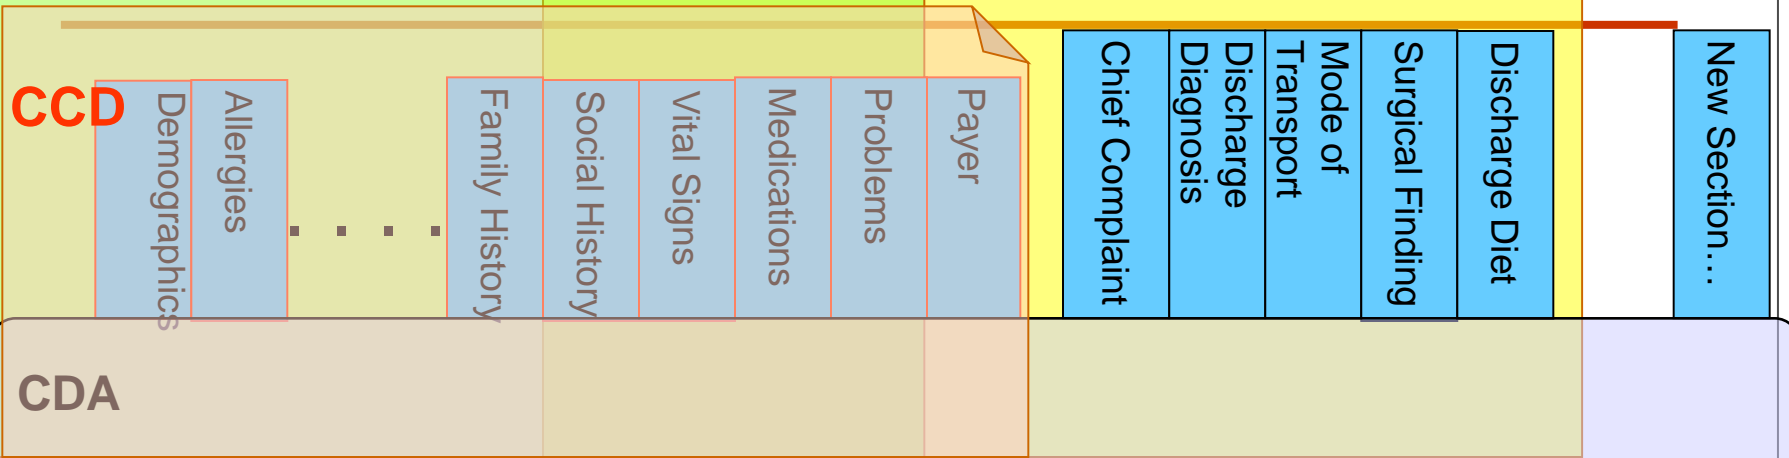 CCD
Demographics
Allergies
. . . .
Family History
Social History
Vital Signs
Medications
Problems
Payer
Chief Complaint
Discharge
Diagnosis
Mode of
Transport
Surgical Finding
Discharge Diet
New Section…
CDA